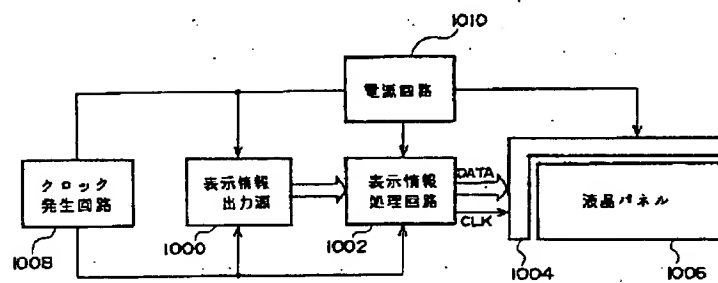 1010
電源回路
クロック
発生回路
1008
表示情報
出力源
1000
表示情報
処理回路
1002
DATA
CLK
液晶パネル
1004
1006